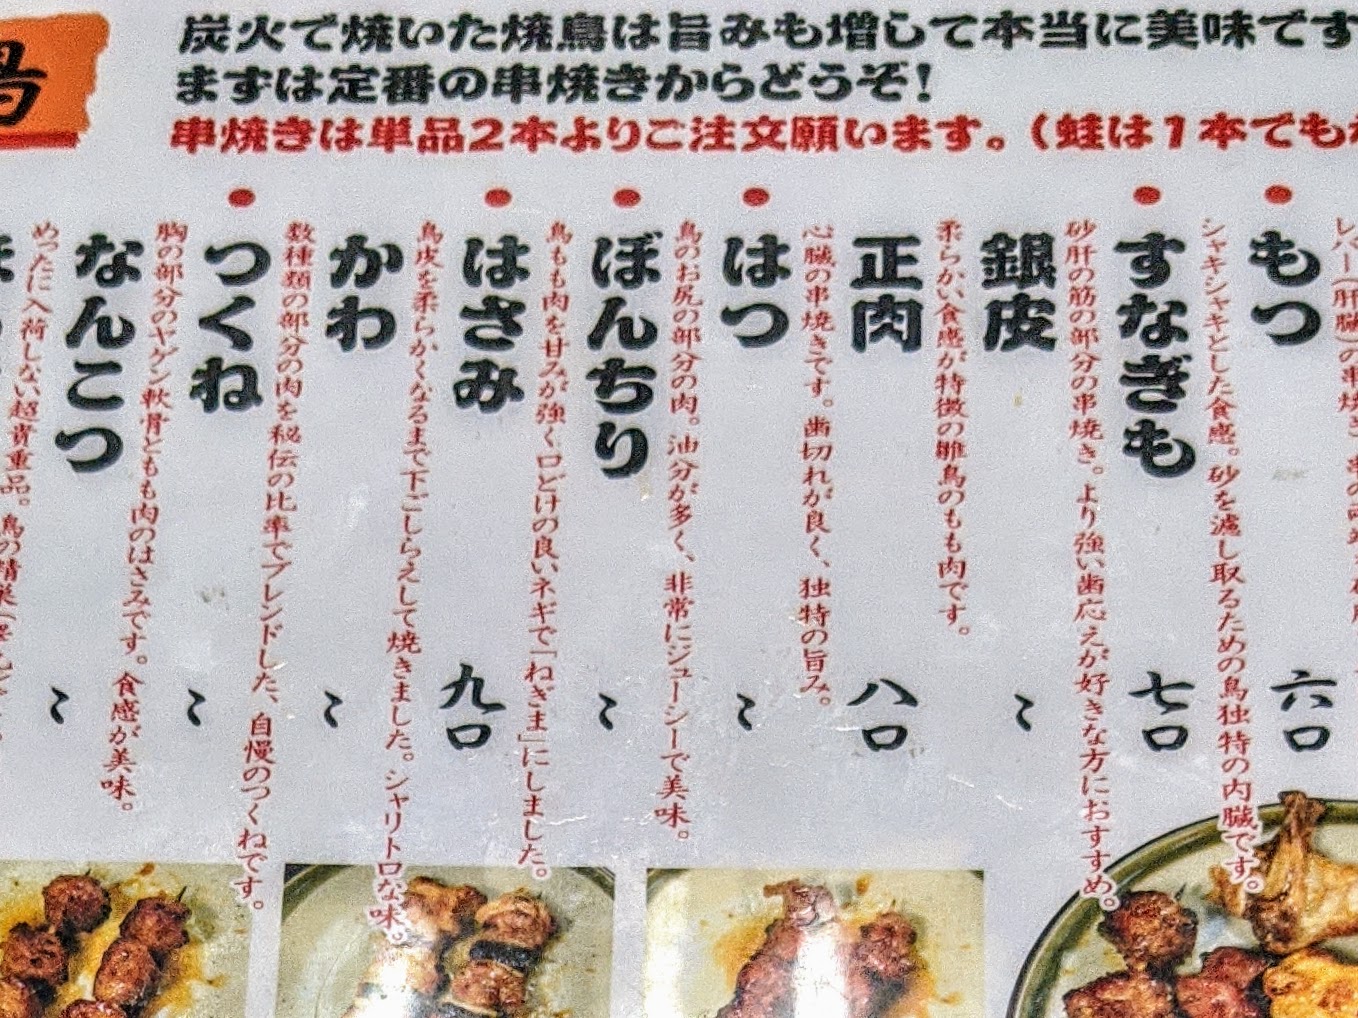 炭火で焼いた焼鳥は旨みも増して本当に美味です
まずは定番の串焼きからどうぞ!
串焼きは単品2本よりご注文願います。(蛙は1本でも
レバー(肝臓)の串焼き。
もつ 六〇
シャキシャキとした食感。砂を濾し取るための鳥独特の内臓です。
すなぎも 七〇
砂肝の筋の部分の串焼き。より強い歯応えが好きな方におすすめ。
銀皮 〃
柔らかい食感が特徴の雛鳥のもも肉です。
正肉 八〇
心臓の串焼きです。歯切れが良く、独特の旨み。
はつ 〃
鳥のお尻の部分の肉。油分が多く、非常にジューシーで美味。
ぼんちり 〃
鳥もも肉を甘みが強く口どけの良いネギで「ねぎま」にしました。
はさみ 九〇
鳥皮を柔らかくなるまで下ごしらえして焼きました。シャリトロな味。
かわ 〃
数種類の部分の肉を秘伝の比率でブレンドした、自慢のつくねです。
つくね 〃
胸の部分のヤゲン軟骨ともも肉のはさみです。食感が美味。
なんこつ 〃
めったに入荷しない超貴重品。鳥の精巣